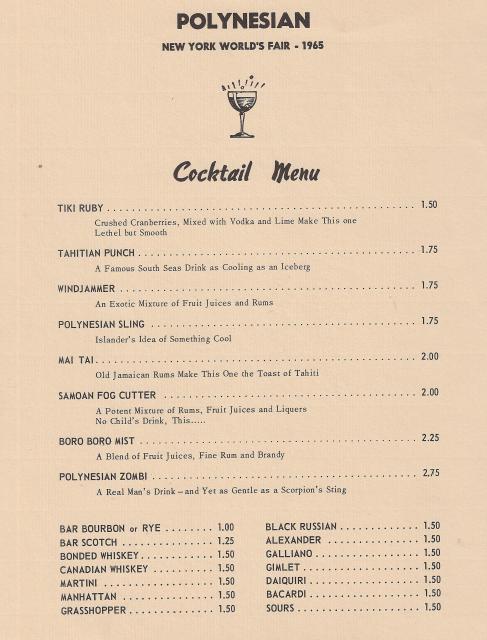 POLYNESIAN
NEW YORK WORLD'S FAIR - 1965
Cocktail Menu
TIKI RUBY . . . . . . . . . . . . . . . . . . . . . . . . . . . . . . . . 1.50
Crushed Cranberries, Mixed with Vodka and Lime Make This one
Lethel but Smooth
TAHITIAN PUNCH . . . . . . . . . . . . . . . . . . . . . . . . . . . . 1.75
A Famous South Seas Drink as Cooling as an Iceberg
WINDJAMMER . . . . . . . . . . . . . . . . . . . . . . . . . . . . . . 1.75
An Exotic Mixture of Fruit Juices and Rums
POLYNESIAN SLING . . . . . . . . . . . . . . . . . . . . . . . . . . . 1.75
Islander's Idea of Something Cool
MAI TAI . . . . . . . . . . . . . . . . . . . . . . . . . . . . . . . . 2.00
Old Jamaican Rums Make This One the Toast of Tahiti
SAMOAN FOG CUTTER . . . . . . . . . . . . . . . . . . . . . . . . . . 2.00
A Potent Mixture of Rums, Fruit Juices and Liquers
No Child's Drink, This.....
BORO BORO MIST . . . . . . . . . . . . . . . . . . . . . . . . . . . . 2.25
A Blend of Fruit Juices, Fine Rum and Brandy
POLYNESIAN ZOMBI . . . . . . . . . . . . . . . . . . . . . . . . . . . 2.75
A Real Man's Drink – and Yet as Gentle as a Scorpion's Sting
BAR BOURBON or RYE . . . . . . . . 1.00
BAR SCOTCH . . . . . . . . . . . . 1.25
BONDED WHISKEY . . . . . . . . . . 1.50
CANADIAN WHISKEY . . . . . . . . . 1.50
MARTINI . . . . . . . . . . . . . . 1.50
MANHATTAN . . . . . . . . . . . . . 1.50
GRASSHOPPER . . . . . . . . . . . . 1.50
BLACK RUSSIAN . . . . . . . . . . . 1.50
ALEXANDER . . . . . . . . . . . . . 1.50
GALLIANO . . . . . . . . . . . . . 1.50
GIMLET . . . . . . . . . . . . . . 1.50
DAIQUIRI . . . . . . . . . . . . . 1.50
BACARDI . . . . . . . . . . . . . . 1.50
SOURS . . . . . . . . . . . . . . . 1.50